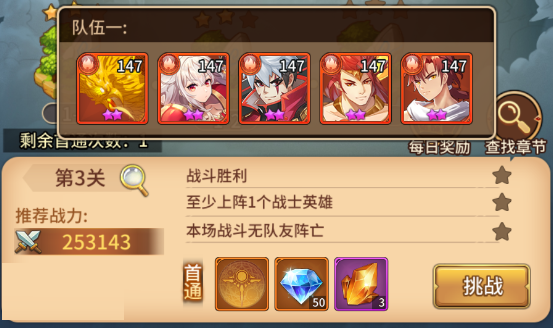 队伍一:
147 147 147 147 147
剩余首通次数: 1
每日奖励 查找章节
第3关
战斗胜利
至少上阵1个战士英雄
本场战斗无队友阵亡
推荐战力:
253143
首通
50
3
挑战